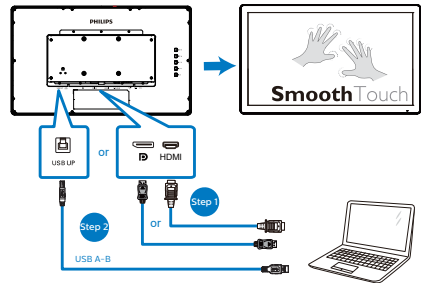 PHILIPS
SmoothTouch
USB UP
or
HDMI
Step 1
or
Step 2
USB A-B